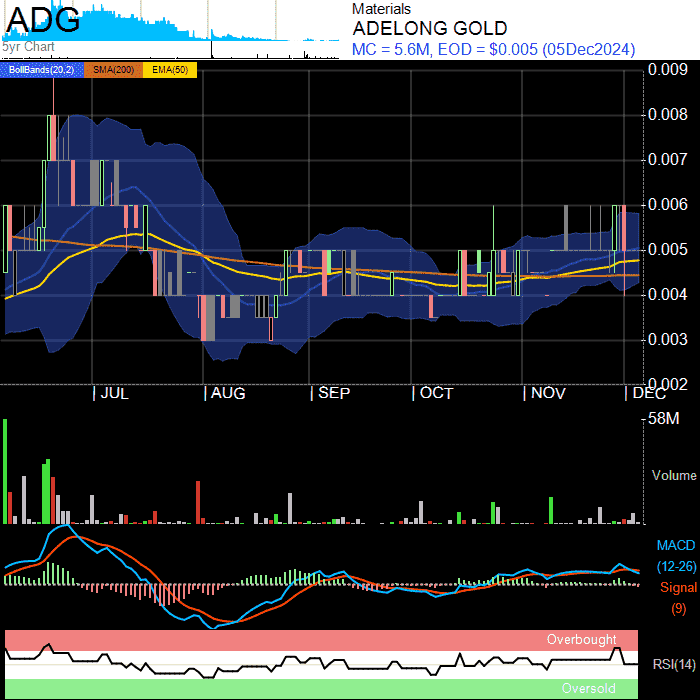 ADG
5yr Chart
Materials
ADELONG GOLD
MC = 5.6M, EOD = $0.005 (05Dec2024)
BollBands(20,2) SMA(200) EMA(50)
0.009
0.008
0.007
0.006
0.005
0.004
0.003
0.002
| JUL | AUG | SEP | OCT | NOV | DEC
58M
Volume
MACD
(12-26)
Signal
(9)
Overbought
RSI(14)
Oversold